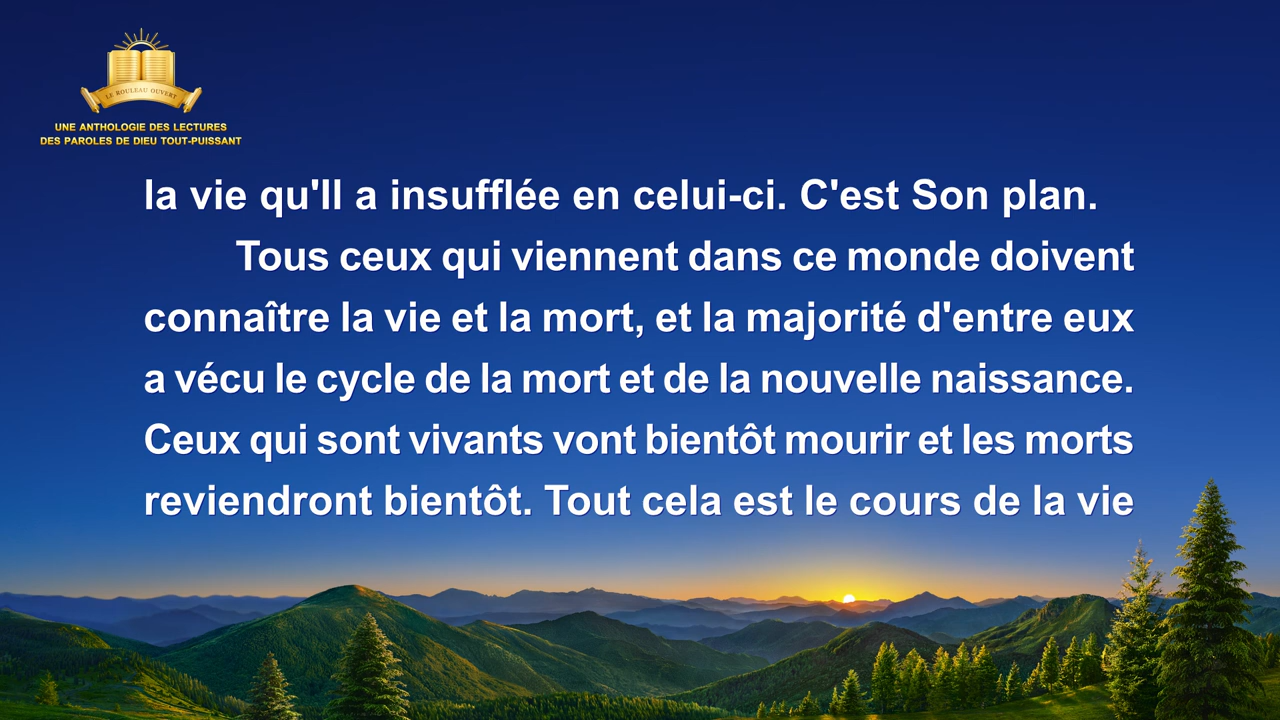 LE ROULEAU OUVERT
UNE ANTHOLOGIE DES LECTURES
DES PAROLES DE DIEU TOUT-PUISSANT
la vie qu'Il a insufflée en celui-ci. C'est Son plan.
Tous ceux qui viennent dans ce monde doivent
connaître la vie et la mort, et la majorité d'entre eux
a vécu le cycle de la mort et de la nouvelle naissance.
Ceux qui sont vivants vont bientôt mourir et les morts
reviendront bientôt. Tout cela est le cours de la vie